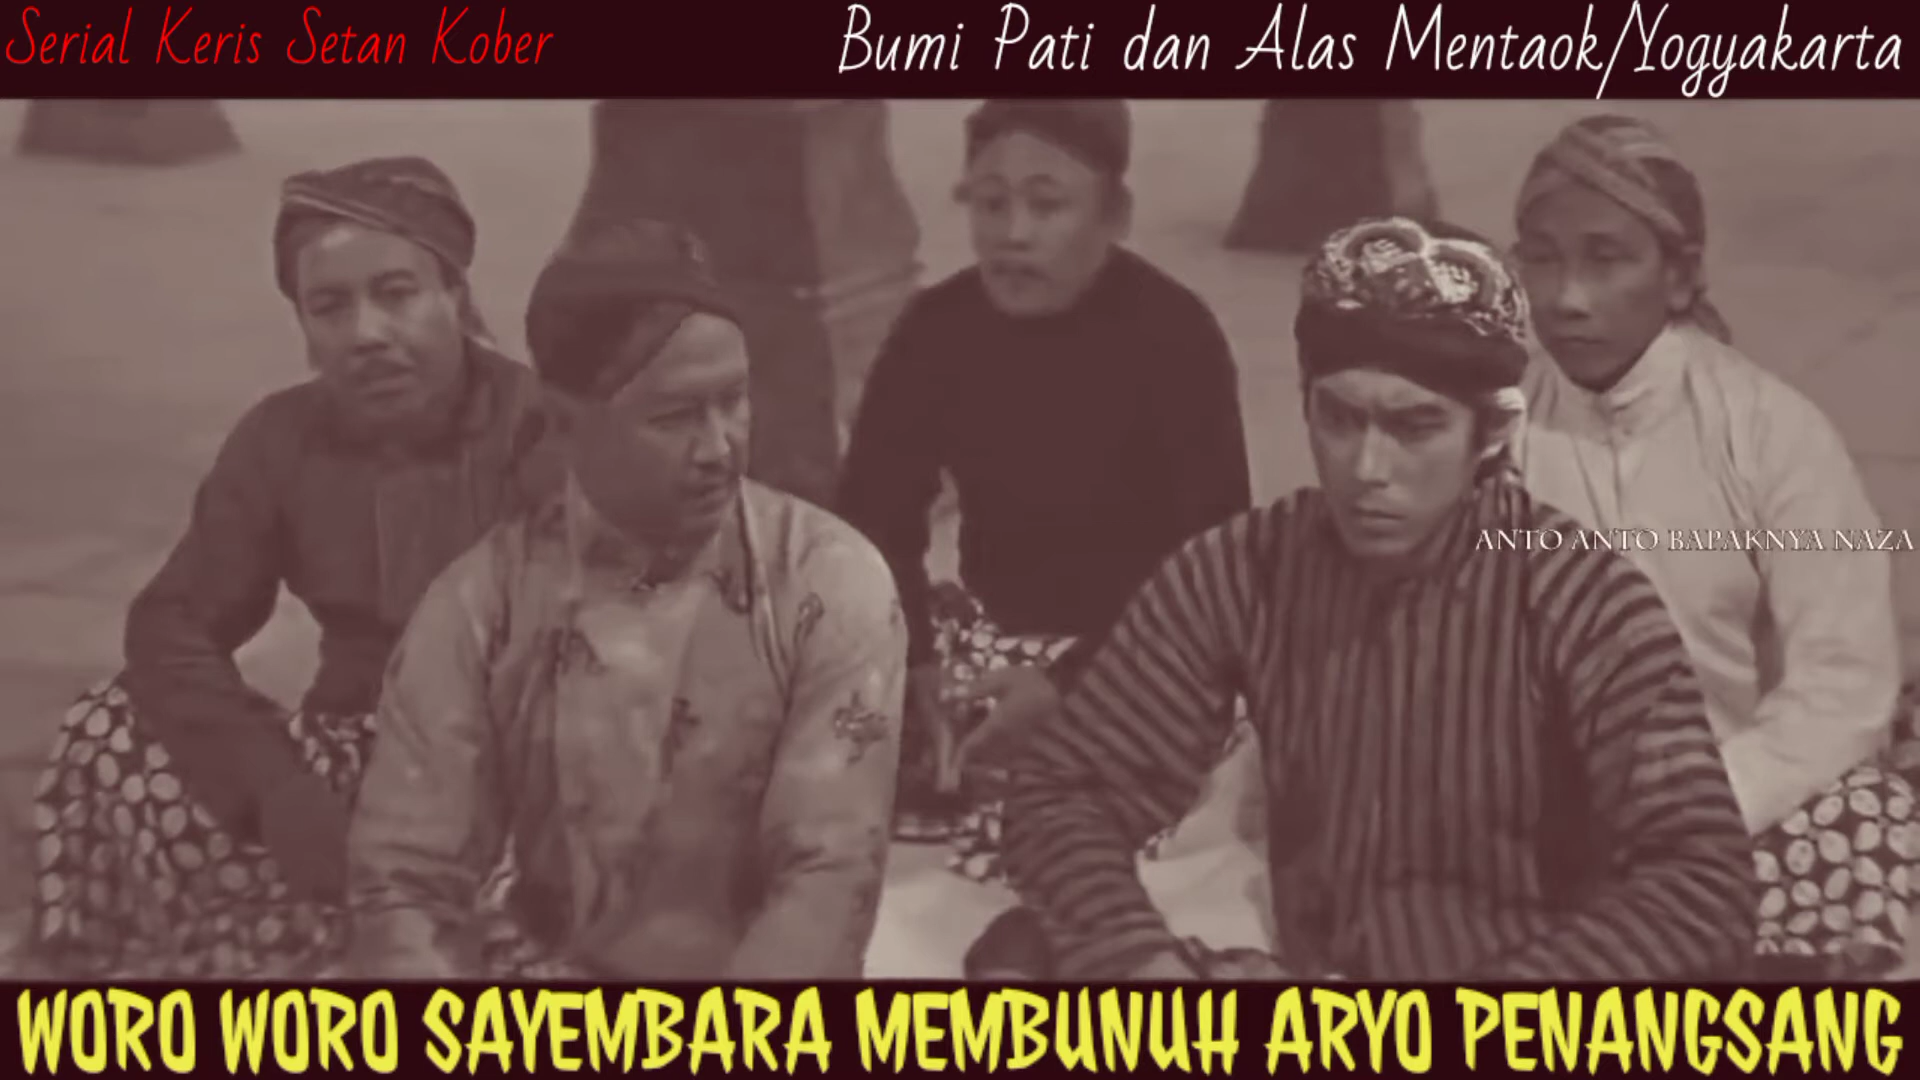 Serial Keris Setan Kober
Bumi Pati dan Alas Mentaok/Yogyakarta
ANTO ANTO BAPAKNYA NAZA
WORO WORO SAYEMBARA MEMBUNUH ARYO PENANGSANG